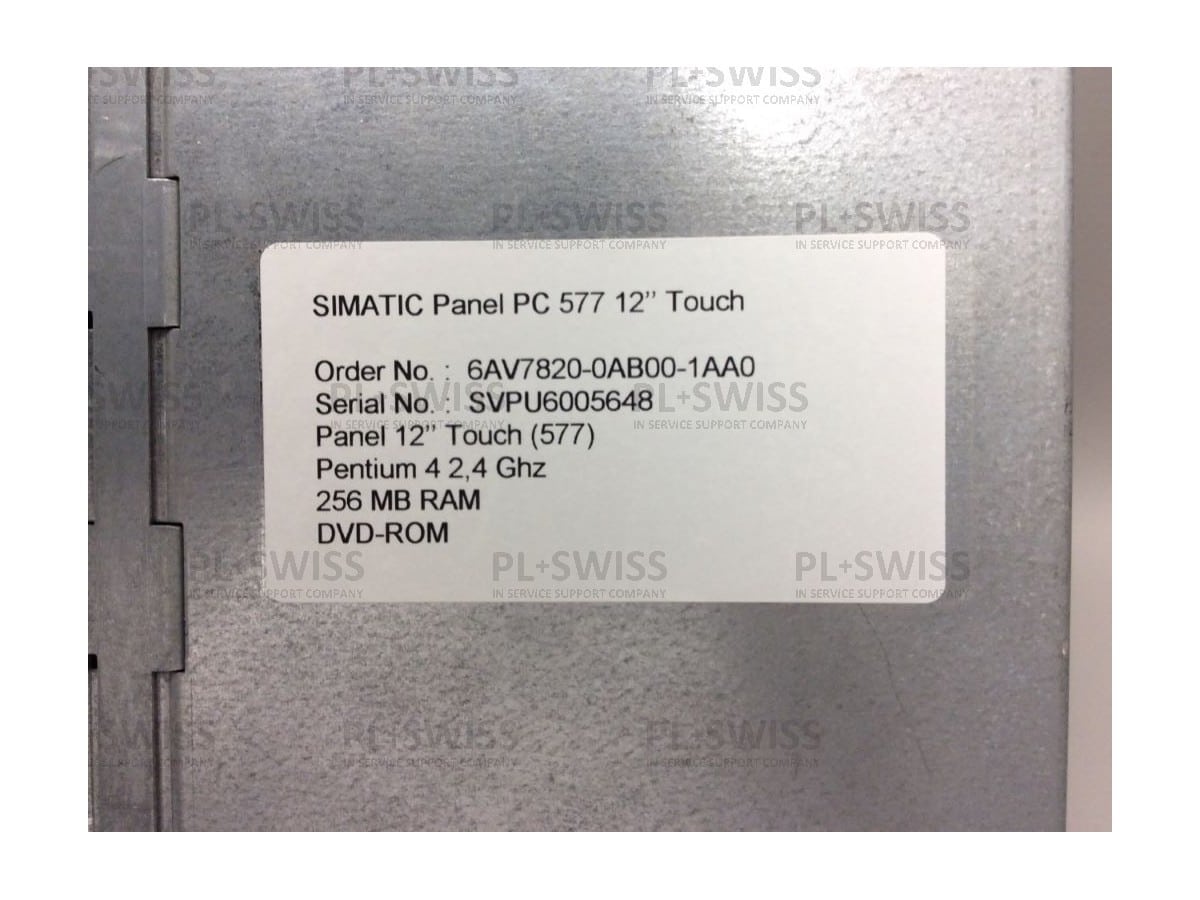 SIMATIC Panel PC 577 12” Touch
Order No. : 6AV7820-0AB00-1AA0
Serial No. : SVPU6005648
Panel 12” Touch (577)
Pentium 4 2,4 Ghz
256 MB RAM
DVD-ROM
PL+SWISS
IN SERVICE SUPPORT COMPANY